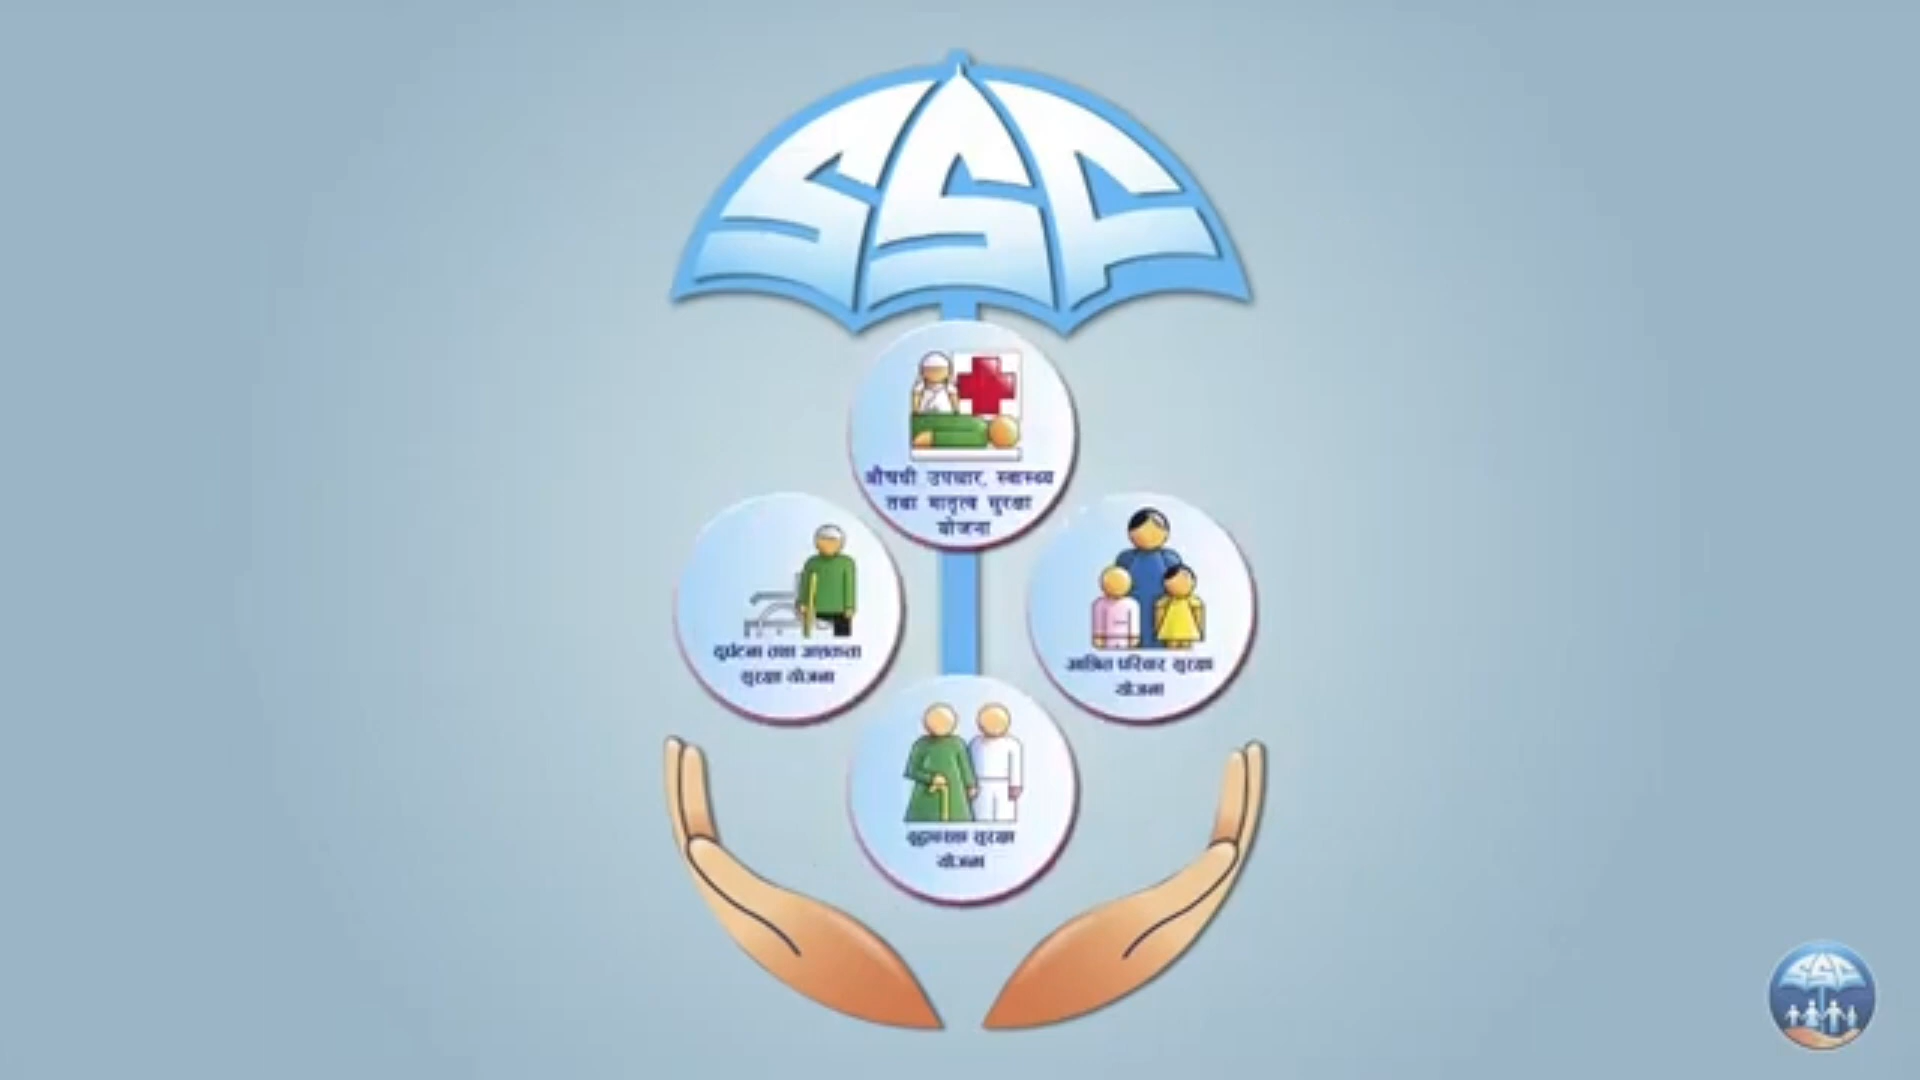 SSF
औषधी उपचार, स्वास्थ्य
तथा मातृत्व सुरक्षा
योजना
दुर्घटना तथा अशक्तता
सुरक्षा योजना
आश्रित परिवार सुरक्षा
योजना
वृद्धावस्था सुरक्षा
योजना
SSF